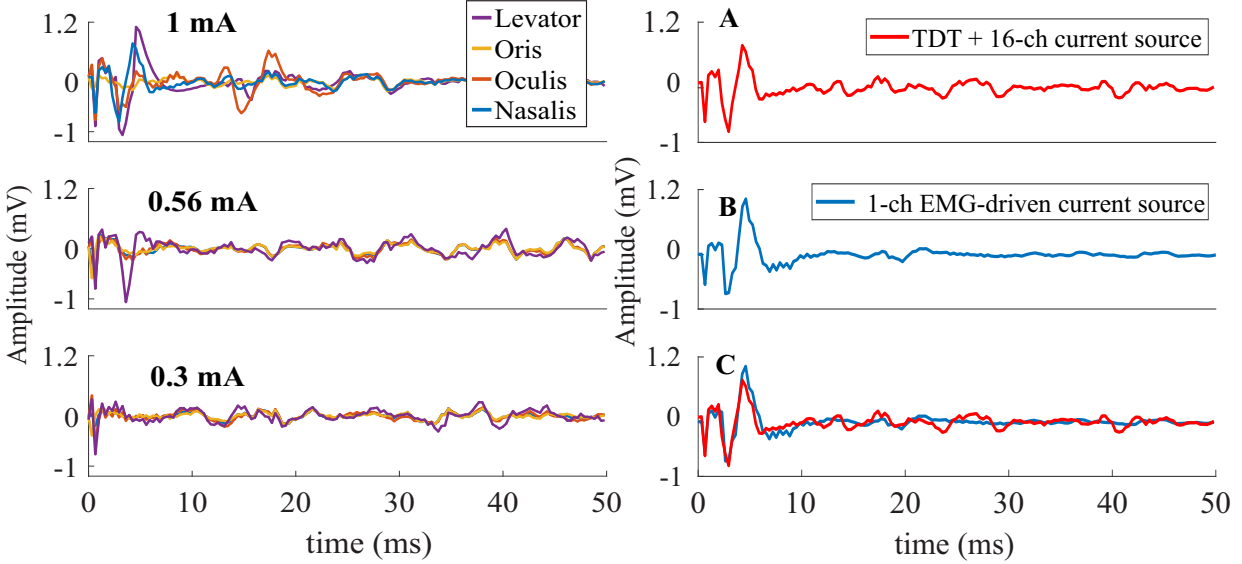 1 mA
Levator
Oris
Oculis
Nasalis
1.2
0
-1
0.56 mA
1.2
0
-1
0.3 mA
1.2
0
-1
0 10 20 30 40 50
Amplitude (mV)
time (ms)
A
TDT + 16-ch current source
1.2
0
-1
B
1-ch EMG-driven current source
1.2
0
-1
C
1.2
0
-1
0 10 20 30 40 50
Amplitude (mV)
time (ms)